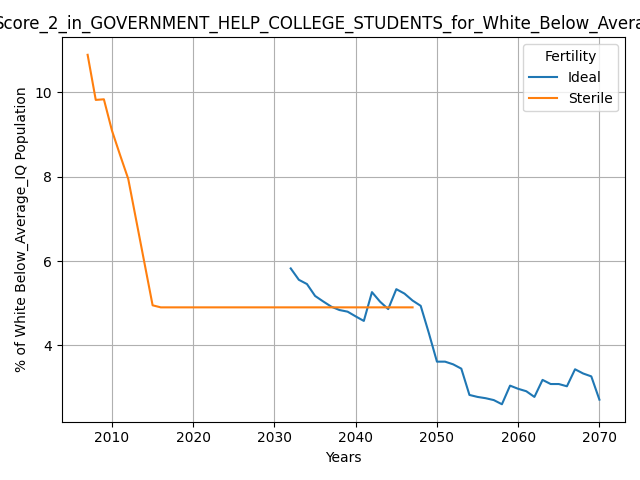 Score_2_in_GOVERNMENT_HELP_COLLEGE_STUDENTS_for_White_Below_Avera
Fertility
Ideal
Sterile
% of White Below_Average_IQ Population
10
8
6
4
2010 2020 2030 2040 2050 2060 2070
Years